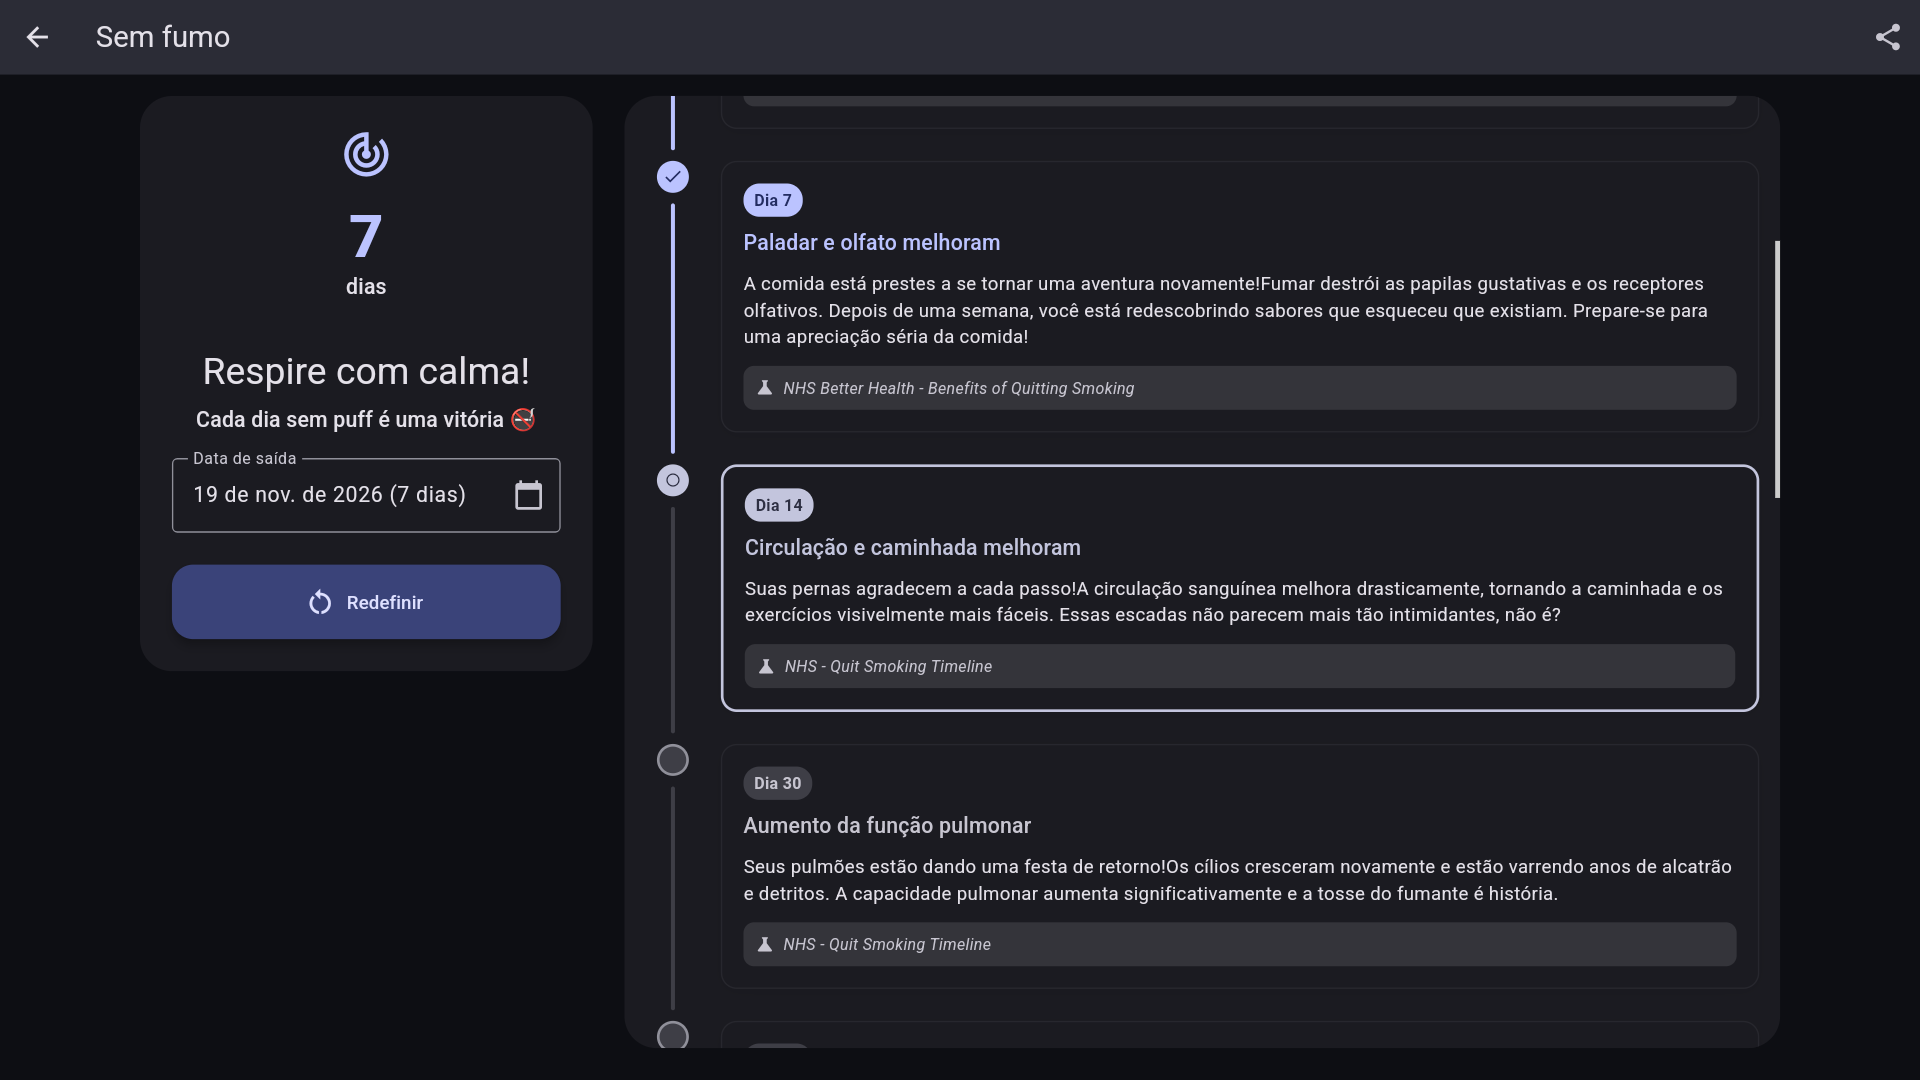 Sem fumo
7
dias
Respire com calma!
Cada dia sem puff é uma vitória 🚭
Data de saída
19 de nov. de 2026 (7 dias)
Redefinir
Dia 7
Paladar e olfato melhoram
A comida está prestes a se tornar uma aventura novamente!Fumar destrói as papilas gustativas e os receptores
olfativos. Depois de uma semana, você está redescobrindo sabores que esqueceu que existiam. Prepare-se para
uma apreciação séria da comida!
NHS Better Health - Benefits of Quitting Smoking
Dia 14
Circulação e caminhada melhoram
Suas pernas agradecem a cada passo!A circulação sanguínea melhora drasticamente, tornando a caminhada e os
exercícios visivelmente mais fáceis. Essas escadas não parecem mais tão intimidantes, não é?
NHS - Quit Smoking Timeline
Dia 30
Aumento da função pulmonar
Seus pulmões estão dando uma festa de retorno!Os cílios cresceram novamente e estão varrendo anos de alcatrão
e detritos. A capacidade pulmonar aumenta significativamente e a tosse do fumante é história.
NHS - Quit Smoking Timeline